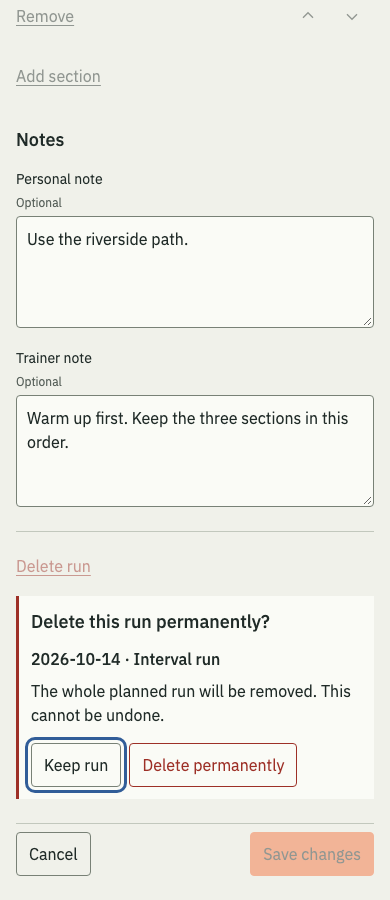 Remove
Add section
Notes
Personal note
Optional
Use the riverside path.
Trainer note
Optional
Warm up first. Keep the three sections in this
order.
Delete run
Delete this run permanently?
2026-10-14 · Interval run
The whole planned run will be removed. This
cannot be undone.
Keep run
Delete permanently
Cancel
Save changes